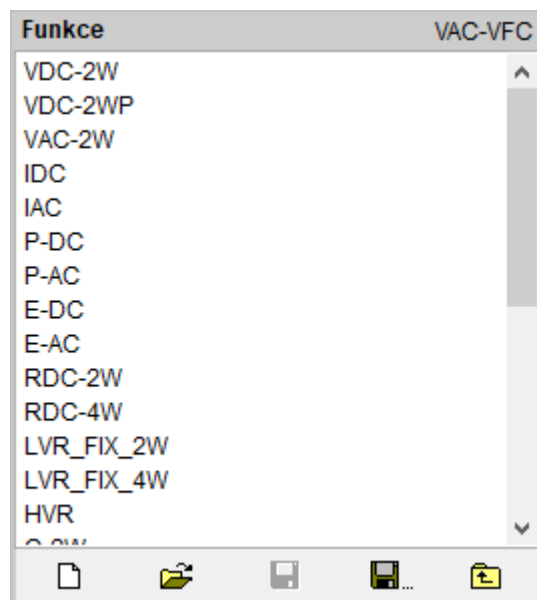 Funkce VAC-VFC
VDC-2W
VDC-2WP
VAC-2W
IDC
IAC
P-DC
P-AC
E-DC
E-AC
RDC-2W
RDC-4W
LVR_FIX_2W
LVR_FIX_4W
HVR
...